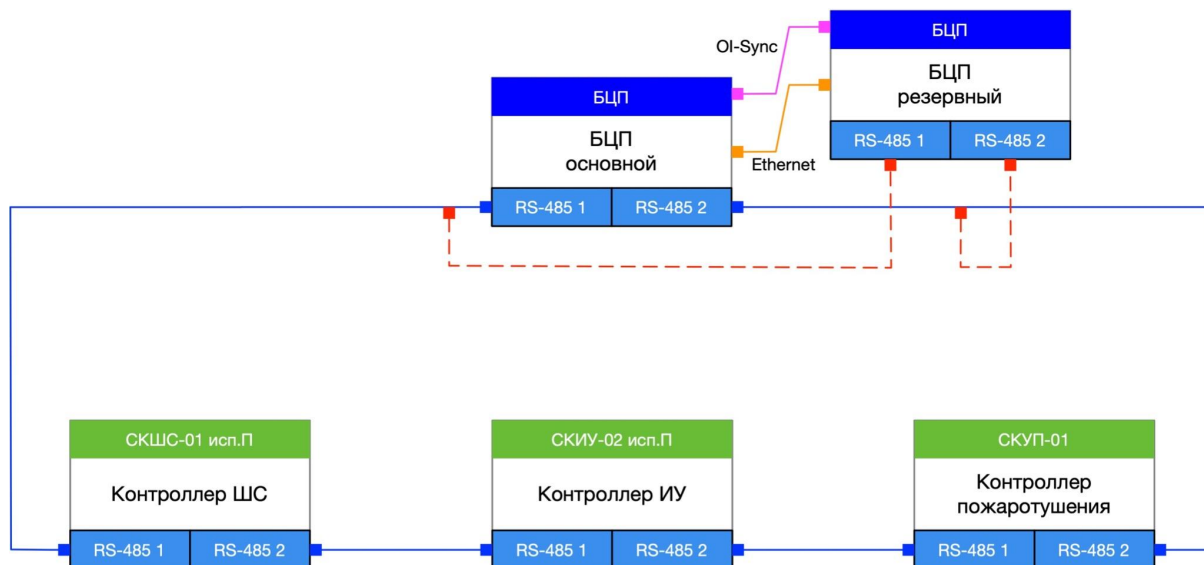 БЦП
OI-Sync
БЦП
резервный
БЦП
БЦП
основной
RS-485 1 RS-485 2
Ethernet
RS-485 1 RS-485 2
СКШС-01 исп.П СКИУ-02 исп.П СКУП-01
Контроллер ШС Контроллер ИУ Контроллер
пожаротушения
RS-485 1 RS-485 2 RS-485 1 RS-485 2 RS-485 1 RS-485 2